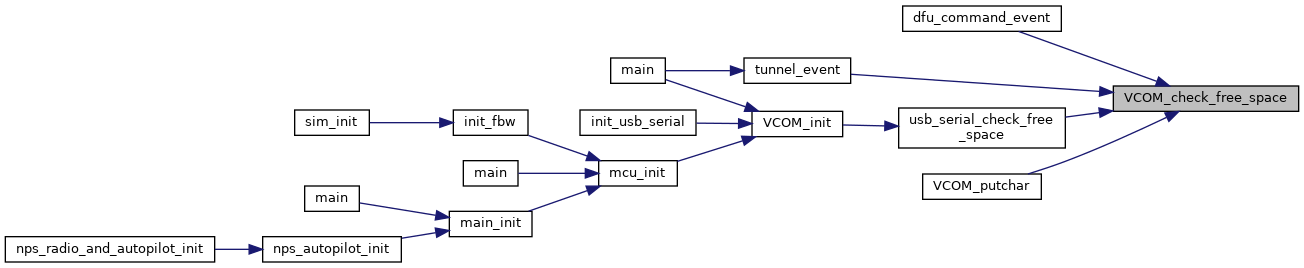 dfu_command_event
main
tunnel_event
VCOM_check_free_space
sim_init
init_fbw
init_usb_serial
VCOM_init
usb_serial_check_free
_space
main
mcu_init
VCOM_putchar
main
main_init
nps_radio_and_autopilot_init
nps_autopilot_init